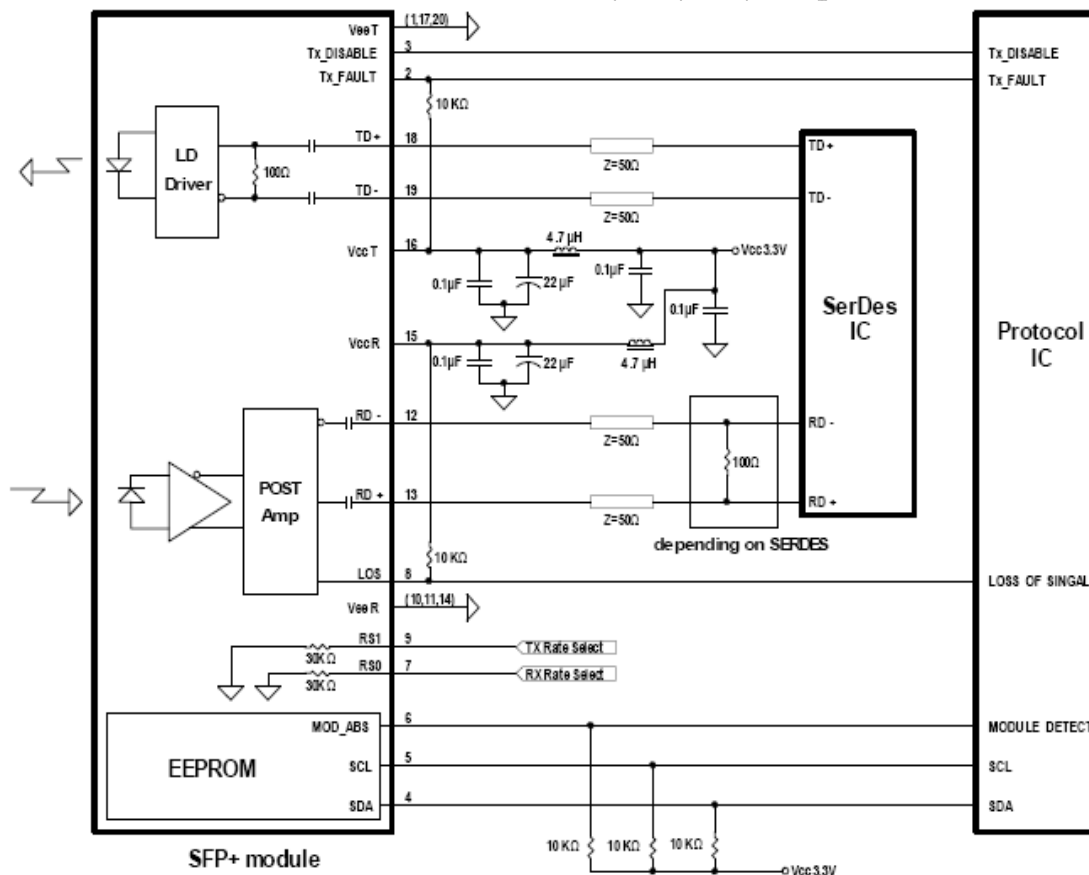 VeeT (1,17,20)
Tx_DISABLE 3 Tx_DISABLE
Tx_FAULT 2 Tx_FAULT
10 KΩ
LD
Driver
100Ω
TD+ 18 Z=50Ω TD+
TD- 19 Z=50Ω TD-
VccT 16 4.7 µH Vcc3.3V
0.1µF 22 µF 0.1µF
0.1µF
VccR 15 4.7 µH
0.1µF 22 µF
SerDes
IC
Protocol
IC
RD - 12 Z=50Ω RD -
100Ω
POST
Amp
RD + 13 Z=50Ω RD +
depending on SERDES
10 KΩ
LOS 8 LOSS OF SINGAL
VeeR (10,11,14)
RS1 9 TX Rate Select
30KΩ
RS0 7 RX Rate Select
30KΩ
MOD_ABS 6 MODULE DETECT
EEPROM
SCL 5 SCL
SDA 4 SDA
10 KΩ 10 KΩ 10 KΩ
Vcc3.3V
SFP+ module